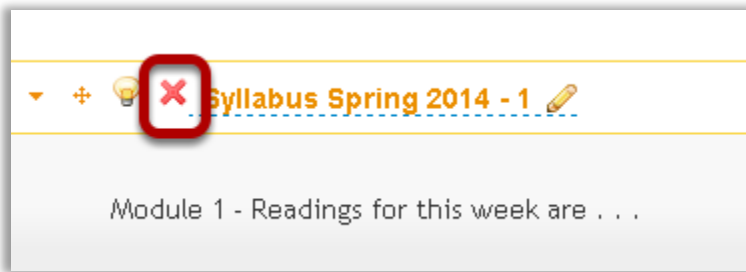 Syllabus Spring 2014 - 1
Module 1 - Readings for this week are . . .